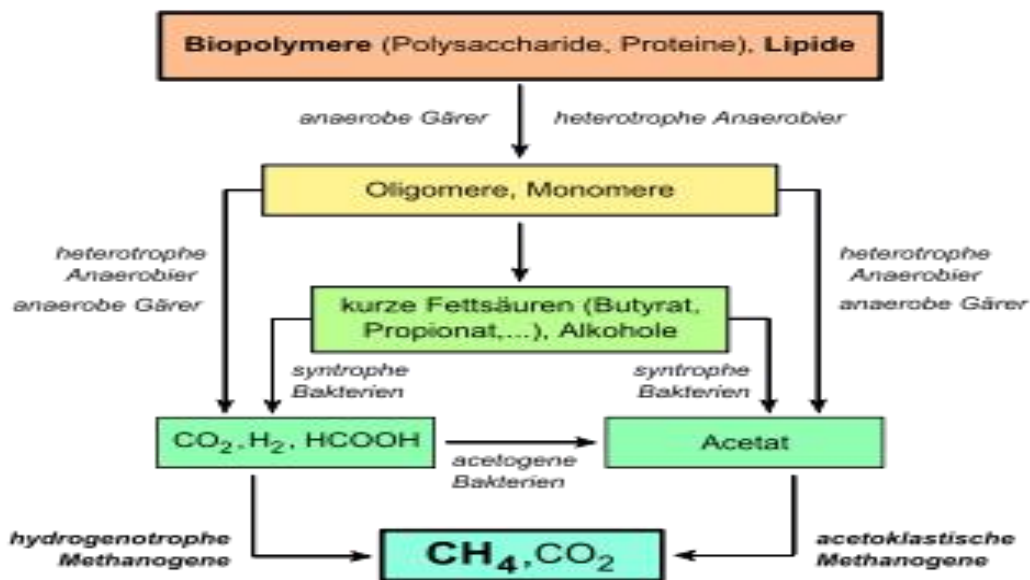 Biopolymere (Polysaccharide, Proteine), Lipide
anaerobe Gärer
heterotrophe Anaerobier
Oligomere, Monomere
heterotrophe
Anaerobier
anaerobe Gärer
heterotrophe
Anaerobier
anaerobe Gärer
kurze Fettsäuren (Butyrat,
Propionat,...), Alkohole
syntrophe
Bakterien
syntrophe
Bakterien
CO₂, H₂, HCOOH
acetogene
Bakterien
Acetat
hydrogenotrophe
Methanogene
CH₄, CO₂
acetoklastische
Methanogene